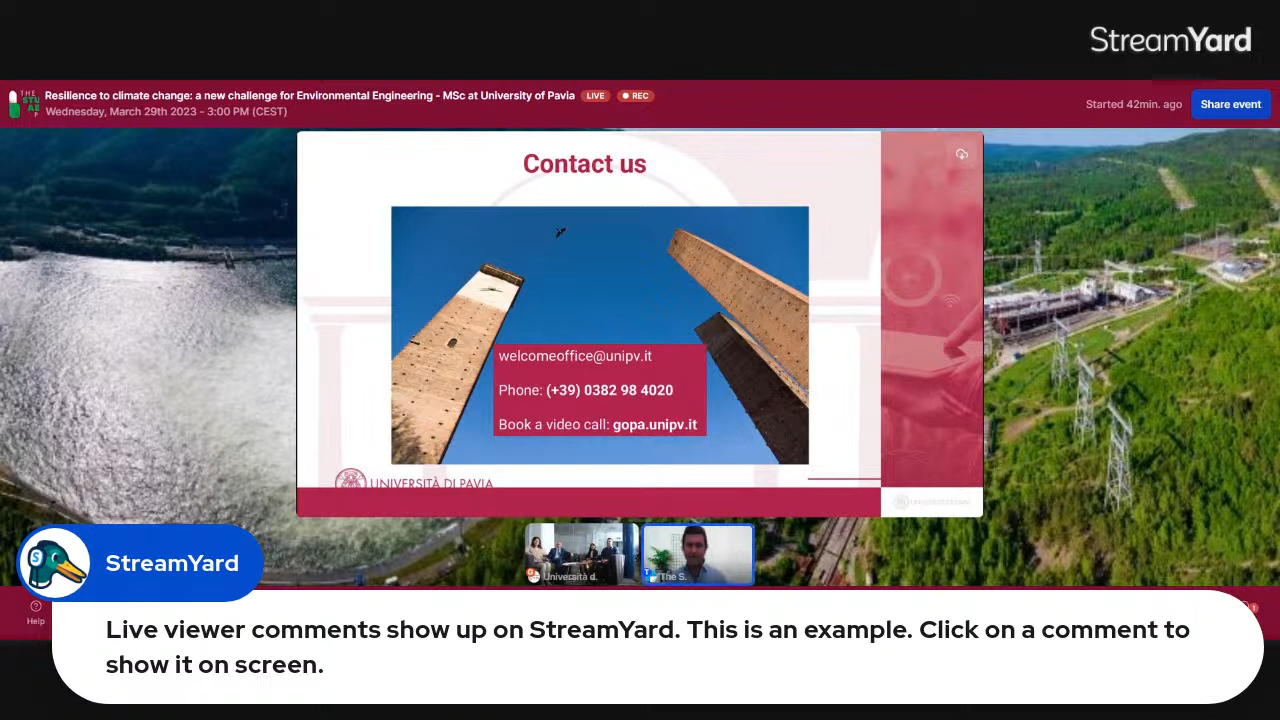 StreamYard
Resilience to climate change: a new challenge for Environmental Engineering - MSc at University of Pavia LIVE REC
Wednesday, March 29th 2023 - 3:00 PM (CEST)
Started 42min. ago
Share event
Contact us
welcomeoffice@unipv.it
Phone: (+39) 0382 98 4020
Book a video call: gopa.unipv.it
UNIVERSITÀ DI PAVIA
Università d.
The S.
StreamYard
Help
Live viewer comments show up on StreamYard. This is an example. Click on a comment to
show it on screen.